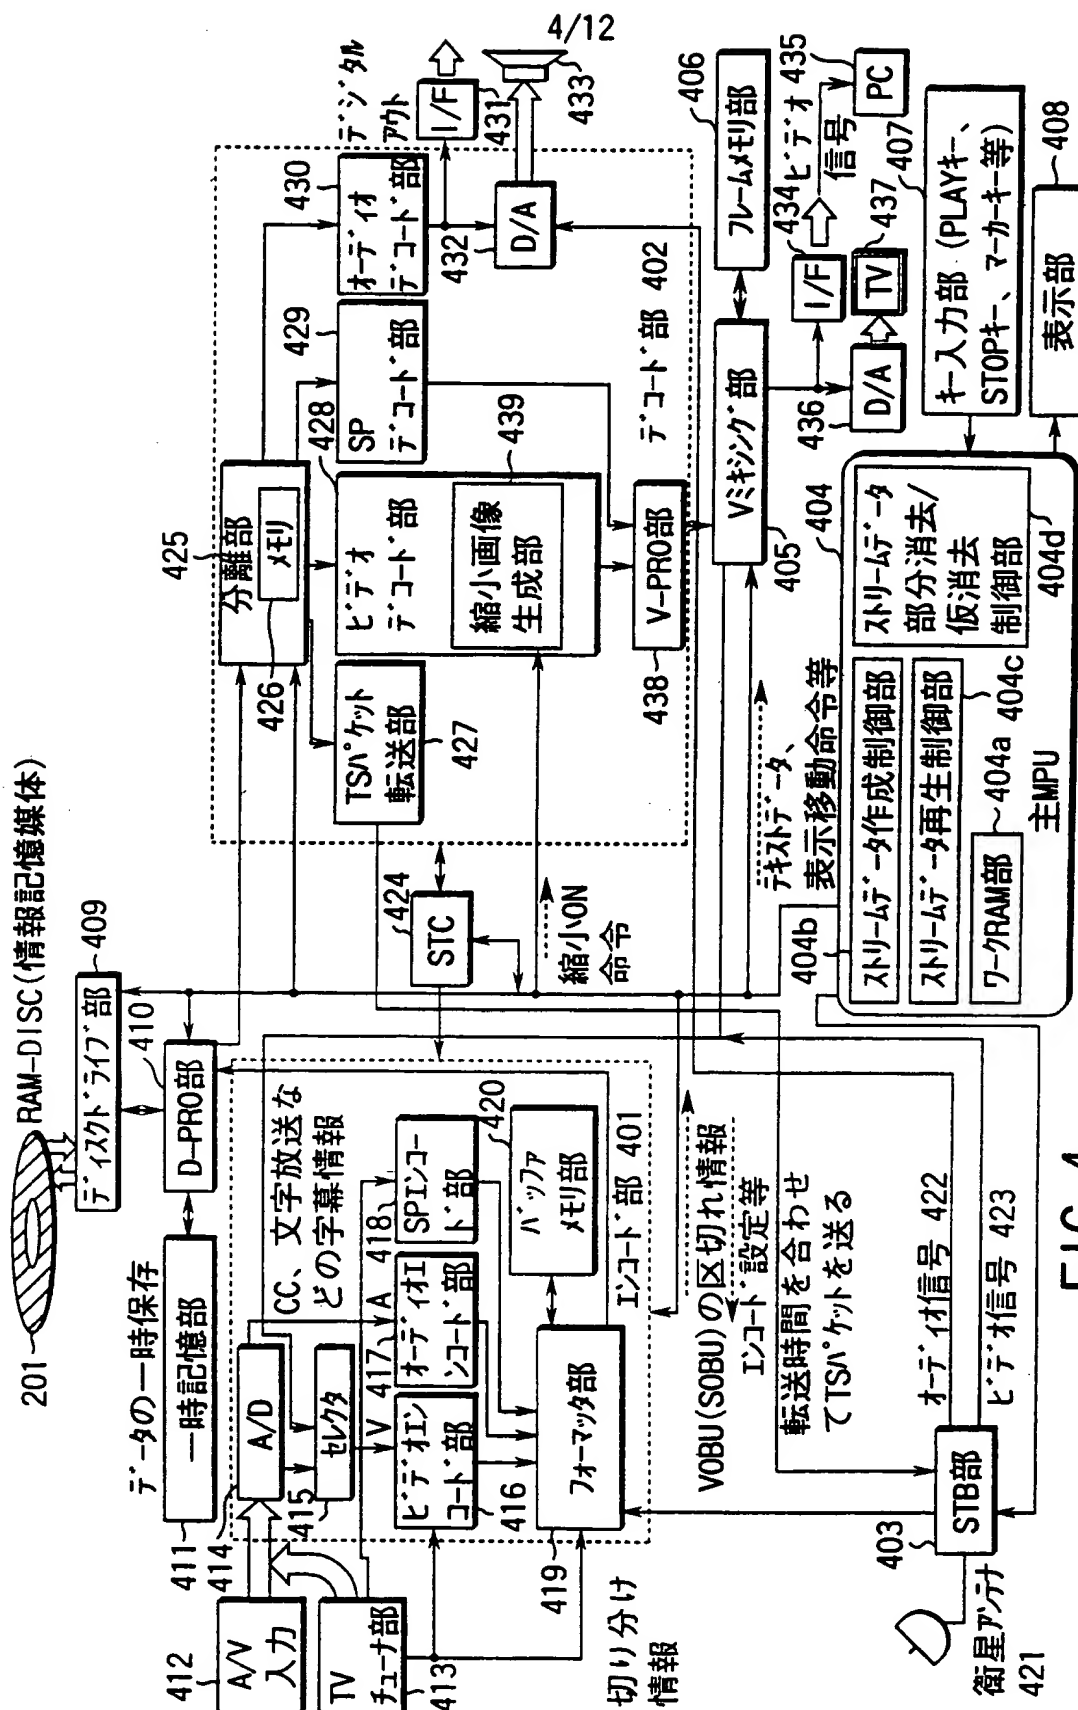 4/12
RAM-DISC(情報記憶媒体)
201
ディスクドライブ部
409
410
D-PRO部
データの一時保存
一時記憶部
411
412
A/V
入力
TV
チューナ部
413
414
A/D
415
セレクタ
CC、文字放送な
どの字幕情報
V
A
416
ビデオエン
コード部
417
オーディオエ
ンコード部
418
SPエンコー
ド部
419
フォーマッタ部
420
バッファ
メモリ部
エンコード部 401
切り分け
情報
VOBU(SOBU)の区切れ情報
エンコード設定等
転送時間を合わせ
てTSパケットを送る
オーディオ信号 422
ビデオ信号 423
403
STB部
衛星アンテナ
421
424
STC
縮小ON
命令
425
分離部
メモリ
426
TSパケット
転送部
427
428
ビデオ
デコード部
縮小画像
生成部
439
429
SP
デコード部
430
オーディオ
デコード部
デコード部 402
V-PRO部
438
デジタル
アウト
I/F
431
432
D/A
433
Vミキシング部
405
フレームメモリ部
406
434
I/F
ビデオ
信号
435
PC
436
D/A
TV
437
キー入力部 (PLAYキー、
STOPキー、マーカーキー等)
407
表示部
408
テキストデータ、
表示移動命令等
404
404b
ストリームデータ作成制御部
ストリームデータ再生制御部
404c
ワークRAM部
404a
ストリームデータ
部分消去/
仮消去
制御部
404d
主MPU
FIG. 4